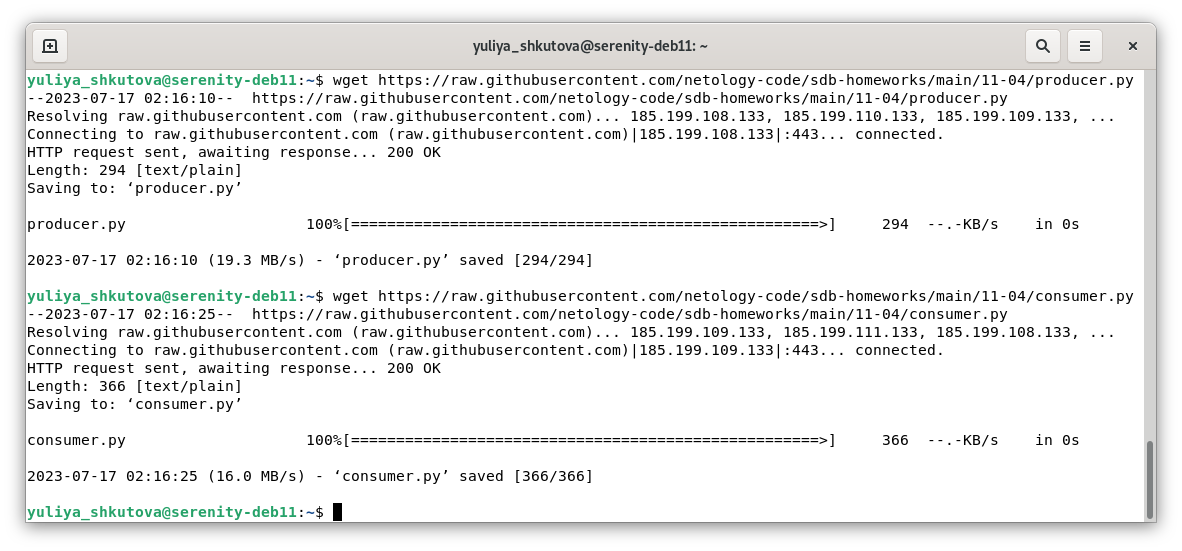 yuliya_shkutova@serenity-deb11: ~
yuliya_shkutova@serenity-deb11:~$ wget https://raw.githubusercontent.com/netology-code/sdb-homeworks/main/11-04/producer.py
--2023-07-17 02:16:10--  https://raw.githubusercontent.com/netology-code/sdb-homeworks/main/11-04/producer.py
Resolving raw.githubusercontent.com (raw.githubusercontent.com)... 185.199.108.133, 185.199.110.133, 185.199.109.133, ...
Connecting to raw.githubusercontent.com (raw.githubusercontent.com)|185.199.108.133|:443... connected.
HTTP request sent, awaiting response... 200 OK
Length: 294 [text/plain]
Saving to: ‘producer.py’
producer.py                    100%[====================================================>]     294  --.-KB/s    in 0s
2023-07-17 02:16:10 (19.3 MB/s) - ‘producer.py’ saved [294/294]
yuliya_shkutova@serenity-deb11:~$ wget https://raw.githubusercontent.com/netology-code/sdb-homeworks/main/11-04/consumer.py
--2023-07-17 02:16:25--  https://raw.githubusercontent.com/netology-code/sdb-homeworks/main/11-04/consumer.py
Resolving raw.githubusercontent.com (raw.githubusercontent.com)... 185.199.109.133, 185.199.111.133, 185.199.108.133, ...
Connecting to raw.githubusercontent.com (raw.githubusercontent.com)|185.199.109.133|:443... connected.
HTTP request sent, awaiting response... 200 OK
Length: 366 [text/plain]
Saving to: ‘consumer.py’
consumer.py                    100%[====================================================>]     366  --.-KB/s    in 0s
2023-07-17 02:16:25 (16.0 MB/s) - ‘consumer.py’ saved [366/366]
yuliya_shkutova@serenity-deb11:~$